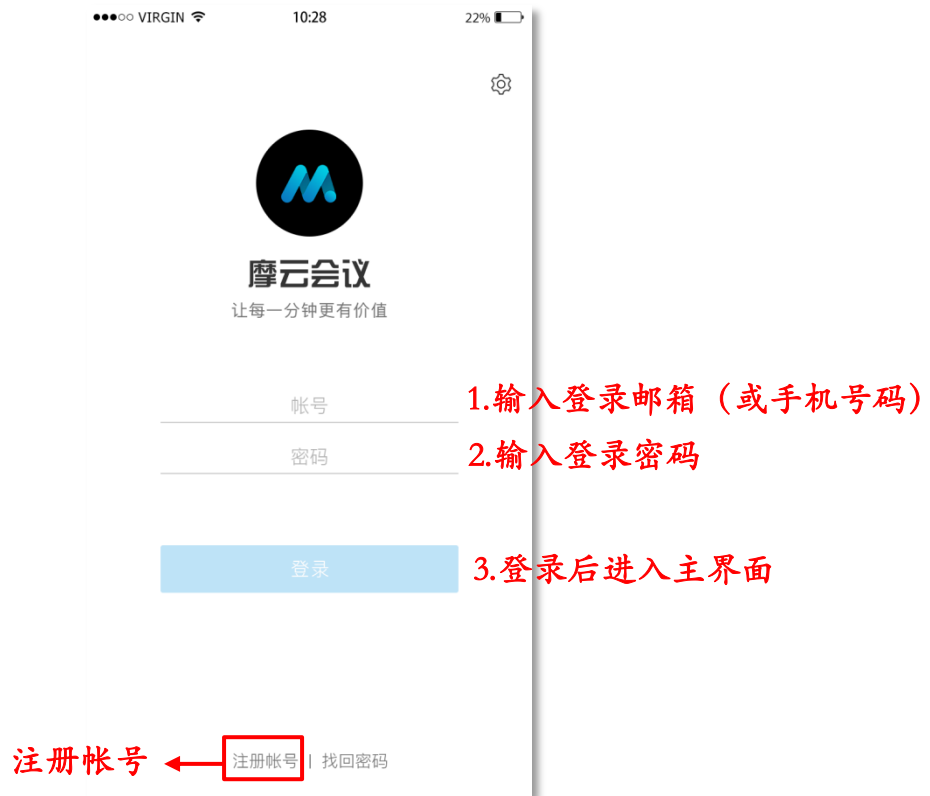 VIRGIN 10:28 22%
摩云会议
让每一分钟更有价值
帐号 1.输入登录邮箱（或手机号码）
密码 2.输入登录密码
登录 3.登录后进入主界面
注册帐号 注册帐号 | 找回密码